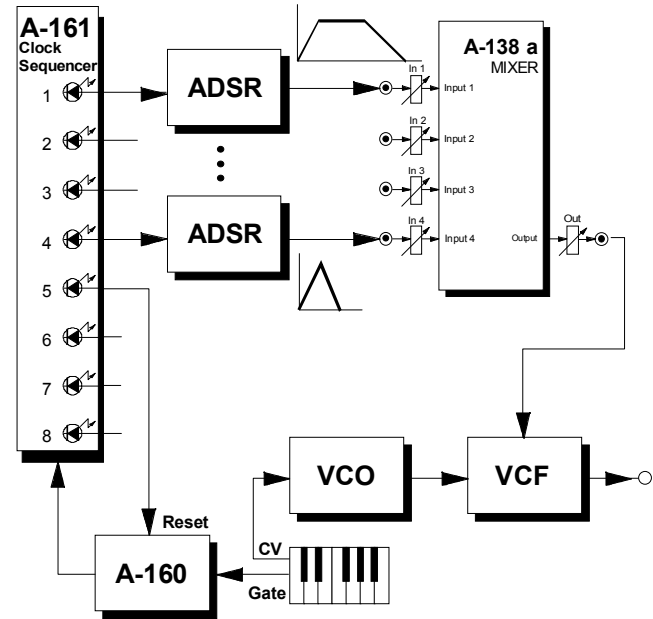 A-161
Clock
Sequencer
1
2
3
4
5
6
7
8
ADSR
ADSR
In 1
In 2
In 3
In 4
A-138 a
MIXER
Input 1
Input 2
Input 3
Input 4
Output
Out
VCO
VCF
Reset
A-160
CV
Gate